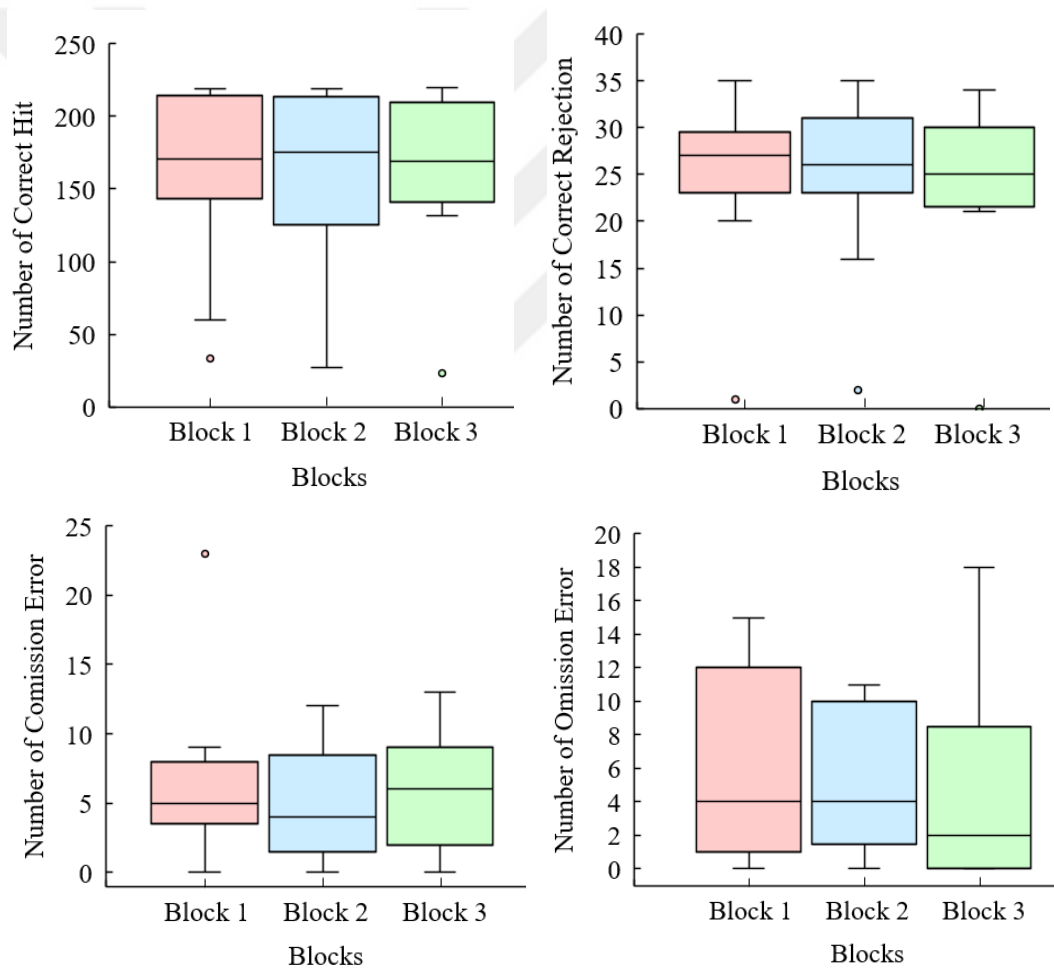 Number of Correct Hit
250
200
150
100
50
0
Block 1 Block 2 Block 3
Blocks
Number of Correct Rejection
40
35
30
25
20
15
10
5
0
Block 1 Block 2 Block 3
Blocks
Number of Comission Error
25
20
15
10
5
0
Block 1 Block 2 Block 3
Blocks
Number of Omission Error
20
18
16
14
12
10
8
6
4
2
0
Block 1 Block 2 Block 3
Blocks